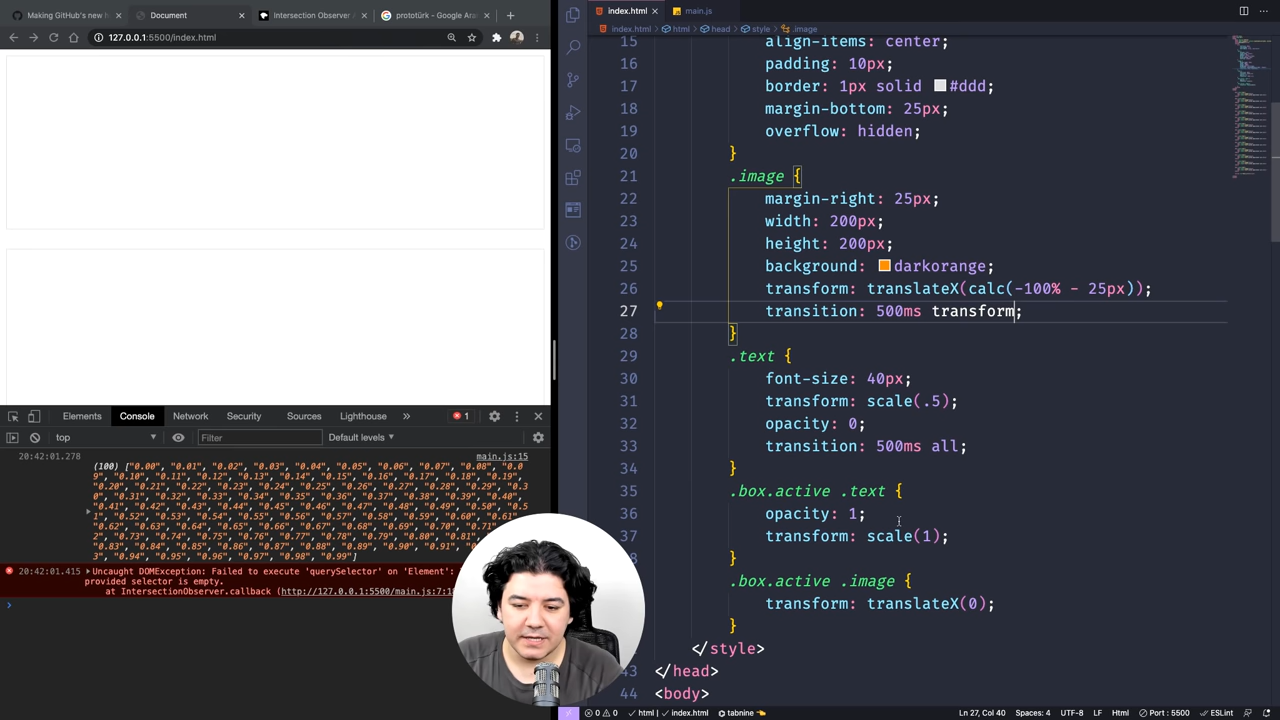 Making GitHub's new h
Document
Intersection Observer A
prototürk - Google Ara
127.0.0.1:5500/index.html
Elements
Console
Network
Security
Sources
Lighthouse
1
top
Filter
Default levels
20:42:01.278
main.js:15
(100) ["0.00", "0.01", "0.02", "0.03", "0.04", "0.05", "0.06", "0.07", "0.08", "0.0
9", "0.10", "0.11", "0.12", "0.13", "0.14", "0.15", "0.16", "0.17", "0.18", "0.19",
"0.20", "0.21", "0.22", "0.23", "0.24", "0.25", "0.26", "0.27", "0.28", "0.29", "0.
30", "0.31", "0.32", "0.33", "0.34", "0.35", "0.36", "0.37", "0.38", "0.39", "0.4
0", "0.41", "0.42", "0.43", "0.44", "0.45", "0.46", "0.47", "0.48", "0.49", "0.50",
"0.51", "0.52", "0.53", "0.54", "0.55", "0.56", "0.57", "0.58", "0.59", "0.60", "0.
61", "0.62", "0.63", "0.64", "0.65", "0.66", "0.67", "0.68", "0.69", "0.70", "0.7
2", "0.73", "0.74", "0.75", "0.76", "0.77", "0.78", "0.79", "0.80", "0.81", "0.8
3", "0.84", "0.85", "0.86", "0.87", "0.88", "0.89", "0.90", "0.91", "0.9
3", "0.94", "0.95", "0.96", "0.97", "0.98", "0.99"]
20:42:01.415
Uncaught DOMException: Failed to execute 'querySelector' on 'Element':
provided selector is empty.
at IntersectionObserver.callback (http://127.0.0.1:5500/main.js:7:1
index.html
main.js
index.html > html > head > style > .image
15 align-items: center;
16 padding: 10px;
17 border: 1px solid #ddd;
18 margin-bottom: 25px;
19 overflow: hidden;
20 }
21 .image {
22 margin-right: 25px;
23 width: 200px;
24 height: 200px;
25 background: darkorange;
26 transform: translateX(calc(-100% - 25px));
27 transition: 500ms transform;
28 }
29 .text {
30 font-size: 40px;
31 transform: scale(.5);
32 opacity: 0;
33 transition: 500ms all;
34 }
35 .box.active .text {
36 opacity: 1;
37 transform: scale(1);
}
.box.active .image {
transform: translateX(0);
}
</style>
43 </head>
44 <body>
0 0
html
index.html
tabnine
Ln 27, Col 40
Spaces: 4
UTF-8
LF
Html
Port : 5500
ESLint